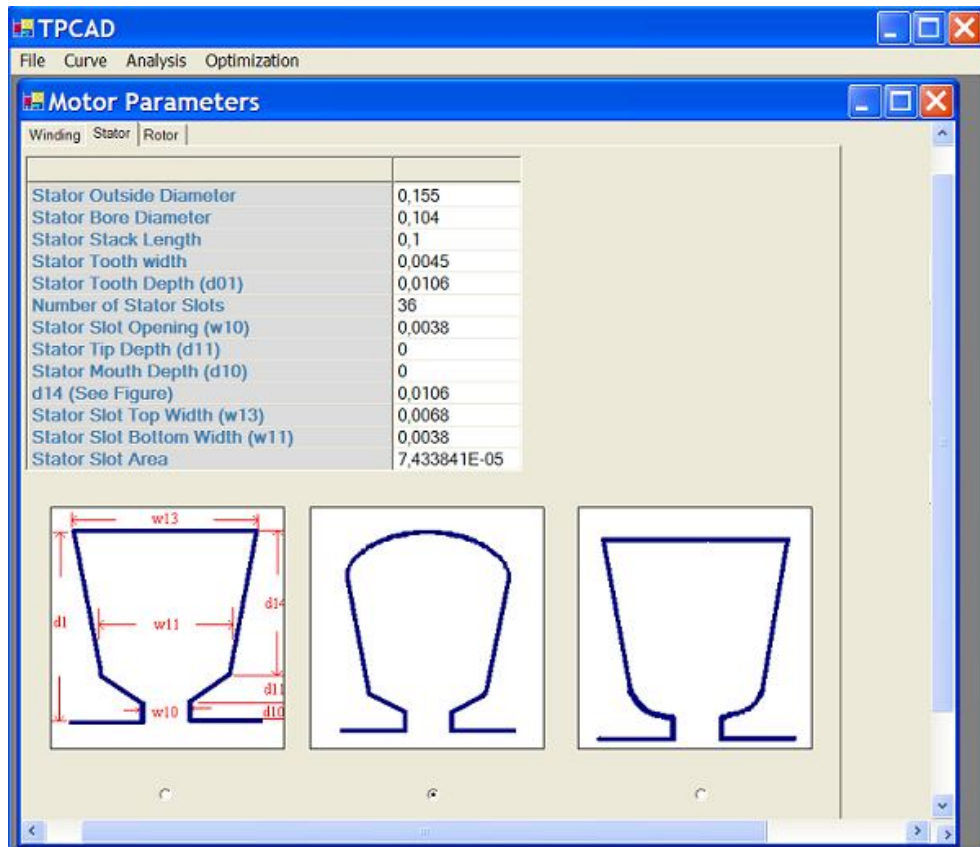 TPCAD
File Curve Analysis Optimization
Motor Parameters
Winding Stator Rotor
Stator Outside Diameter 0,155
Stator Bore Diameter 0,104
Stator Stack Length 0,1
Stator Tooth width 0,0045
Stator Tooth Depth (d01) 0,0106
Number of Stator Slots 36
Stator Slot Opening (w10) 0,0038
Stator Tip Depth (d11) 0
Stator Mouth Depth (d10) 0
d14 (See Figure) 0,0106
Stator Slot Top Width (w13) 0,0068
Stator Slot Bottom Width (w11) 0,0038
Stator Slot Area 7,433841E-05
w13
d14
d1 w11
d11
w10 d10